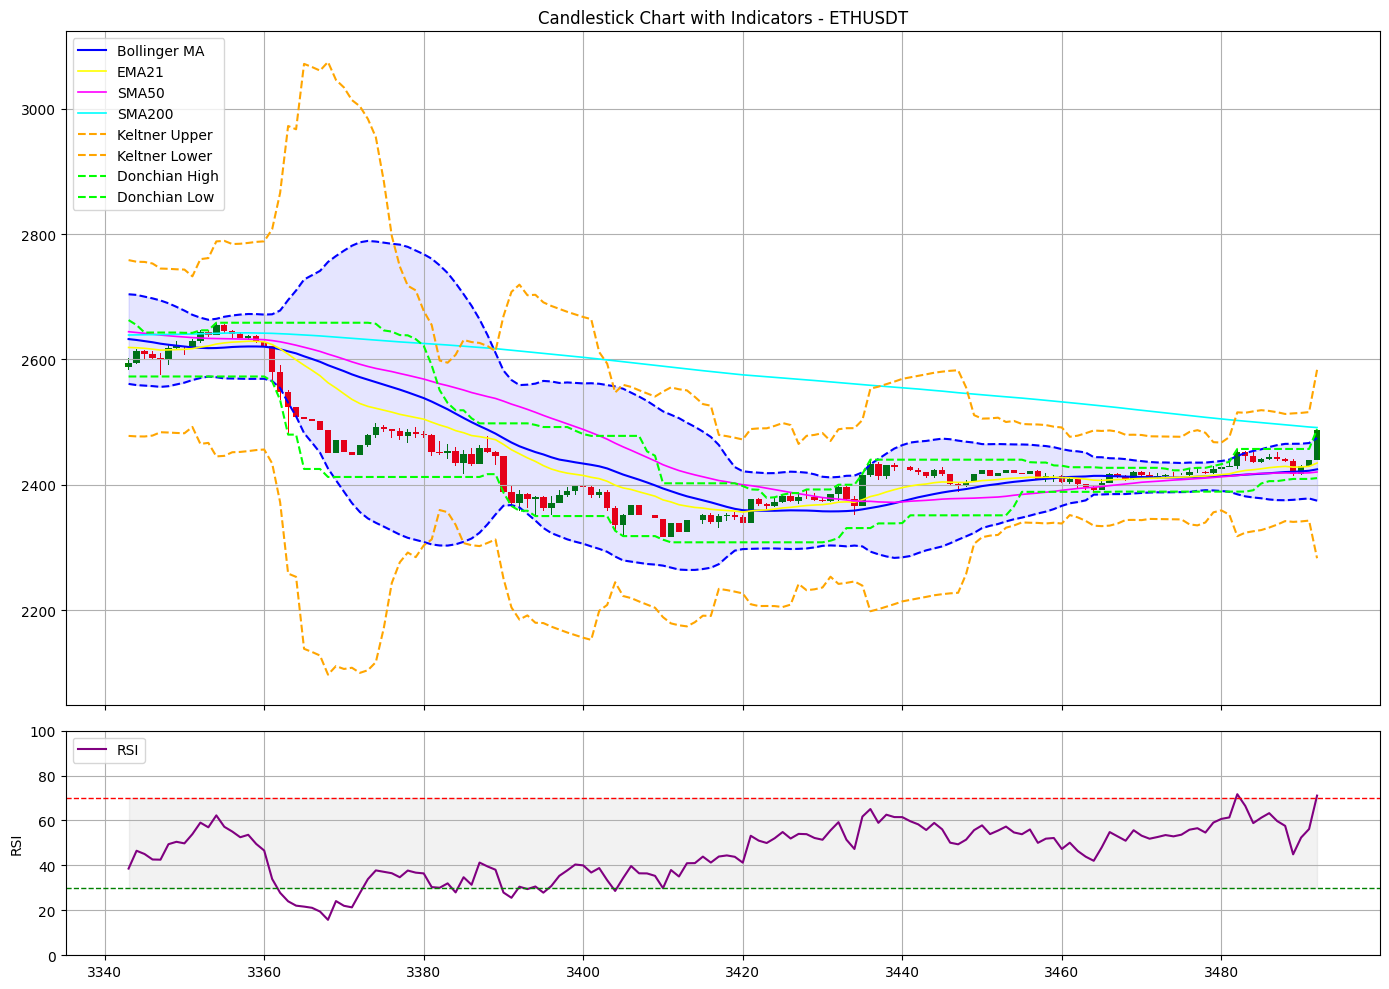 Candlestick Chart with Indicators - ETHUSDT
Bollinger MA
EMA21
SMA50
SMA200
Keltner Upper
Keltner Lower
Donchian High
Donchian Low
3000
2800
2600
2400
2200
RSI
100
80
60
40
20
0
RSI
3340 3360 3380 3400 3420 3440 3460 3480